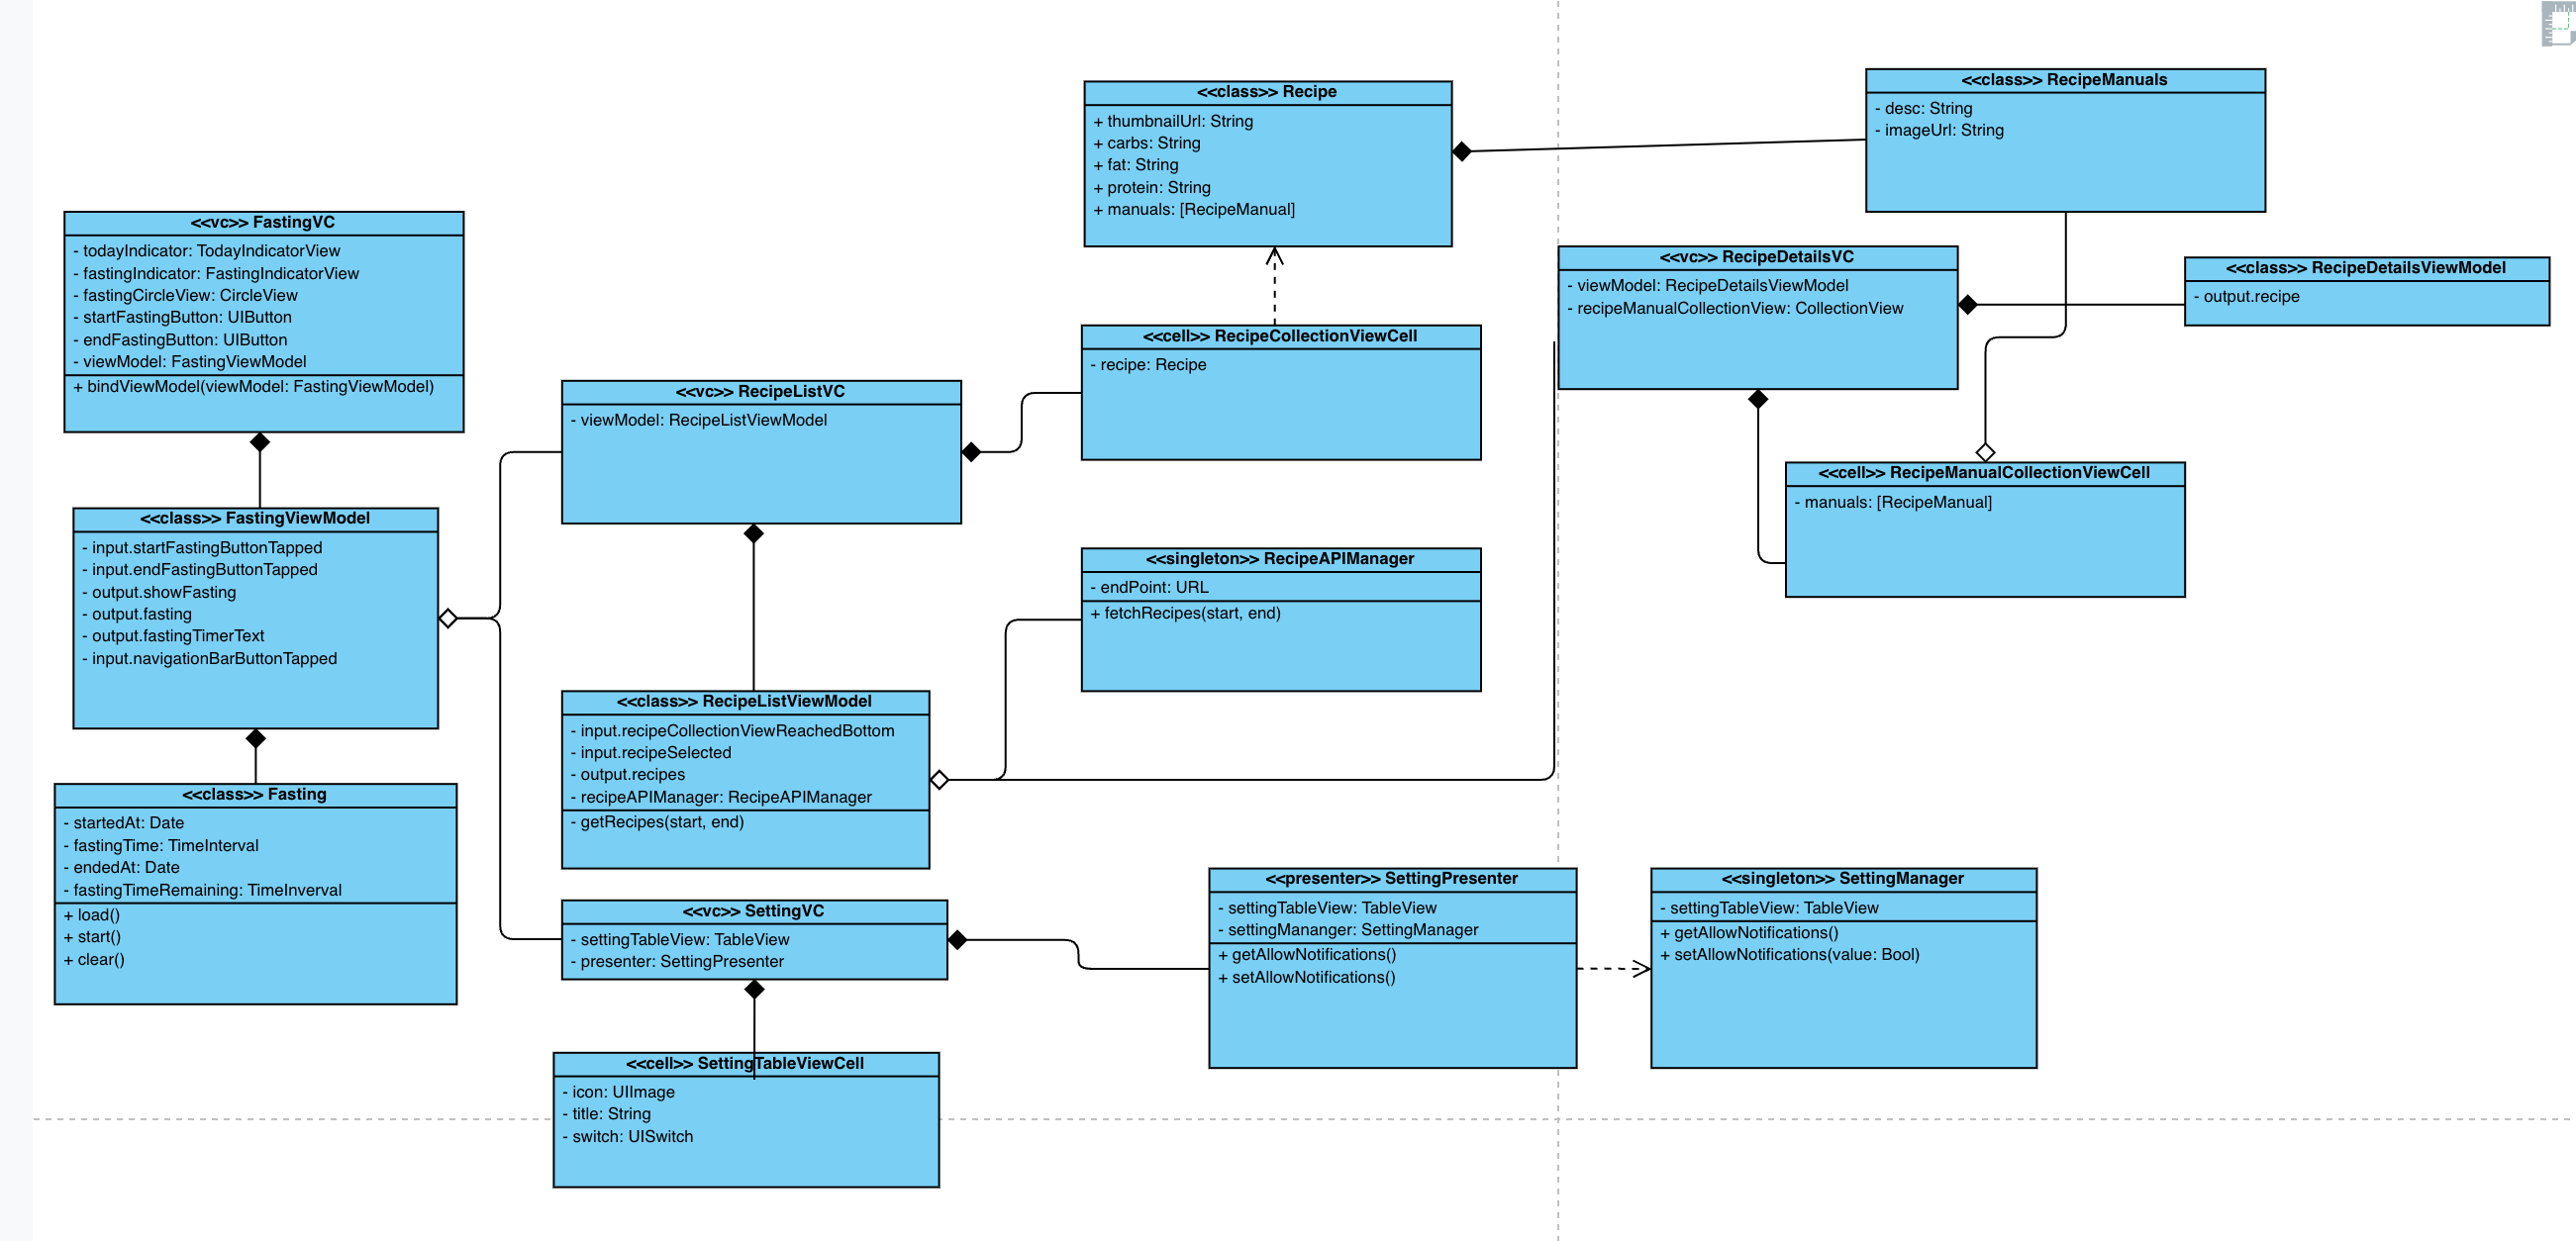 <<class>> RecipeManuals
- desc: String
- imageUrl: String
<<class>> Recipe
+ thumbnailUrl: String
+ carbs: String
+ fat: String
+ protein: String
+ manuals: [RecipeManual]
<<vc>> FastingVC
- todayIndicator: TodayIndicatorView
- fastingIndicator: FastingIndicatorView
- fastingCircleView: CircleView
- startFastingButton: UIButton
- endFastingButton: UIButton
- viewModel: FastingViewModel
+ bindViewModel(viewModel: FastingViewModel)
<<vc>> RecipeDetailsVC
- viewModel: RecipeDetailsViewModel
- recipeManualCollectionView: CollectionView
<<class>> RecipeDetailsViewModel
- output.recipe
<<cell>> RecipeCollectionViewCell
- recipe: Recipe
<<vc>> RecipeListVC
- viewModel: RecipeListViewModel
<<cell>> RecipeManualCollectionViewCell
- manuals: [RecipeManual]
<<class>> FastingViewModel
- input.startFastingButtonTapped
- input.endFastingButtonTapped
- output.showFasting
- output.fasting
- output.fastingTimerText
- input.navigationBarButtonTapped
<<singleton>> RecipeAPIManager
- endPoint: URL
+ fetchRecipes(start, end)
<<class>> RecipeListViewModel
- input.recipeCollectionViewReachedBottom
- input.recipeSelected
- output.recipes
- recipeAPIManager: RecipeAPIManager
- getRecipes(start, end)
<<class>> Fasting
- startedAt: Date
- fastingTime: TimeInterval
- endedAt: Date
- fastingTimeRemaining: TimeInverval
+ load()
+ start()
+ clear()
<<presenter>> SettingPresenter
- settingTableView: TableView
- settingMananger: SettingManager
+ getAllowNotifications()
+ setAllowNotifications()
<<singleton>> SettingManager
- settingTableView: TableView
+ getAllowNotifications()
+ setAllowNotifications(value: Bool)
<<vc>> SettingVC
- settingTableView: TableView
- presenter: SettingPresenter
<<cell>> SettingTableViewCell
- icon: UIImage
- title: String
- switch: UISwitch